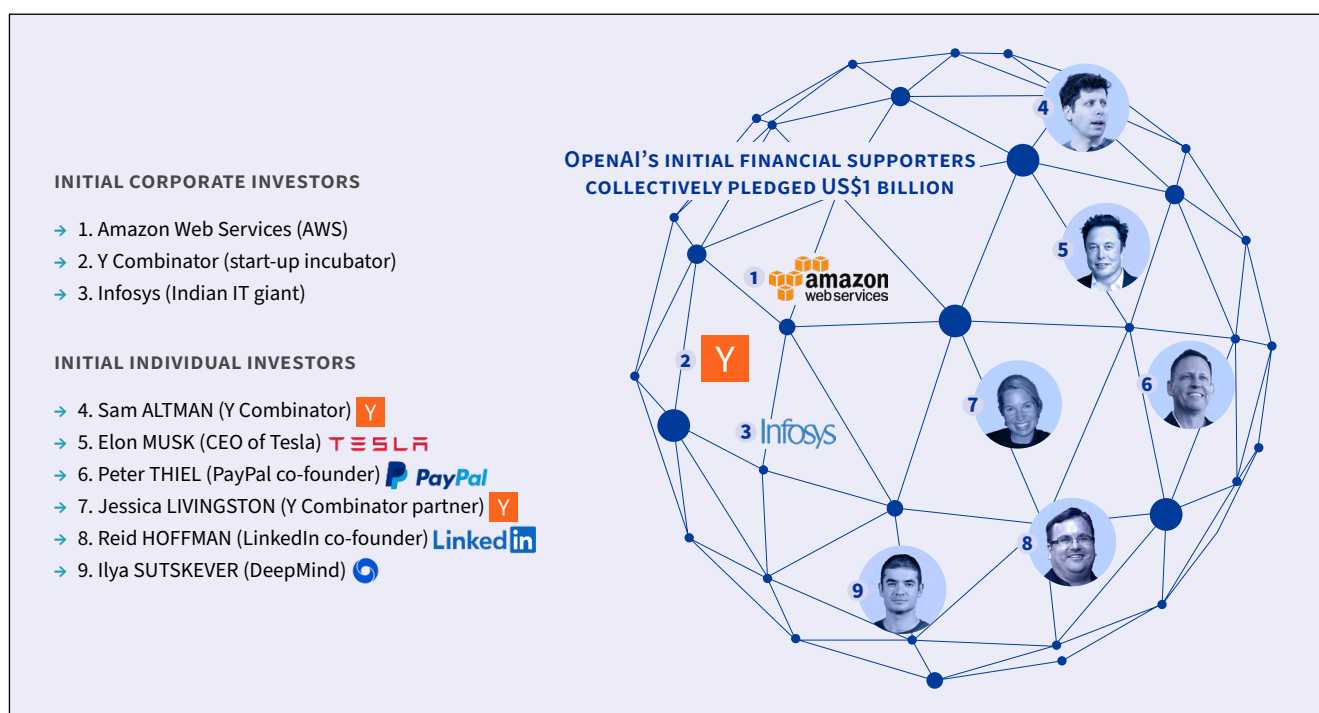 INITIAL CORPORATE INVESTORS
→ 1. Amazon Web Services (AWS)
→ 2. Y Combinator (start-up incubator)
→ 3. Infosys (Indian IT giant)
INITIAL INDIVIDUAL INVESTORS
→ 4. Sam ALTMAN (Y Combinator) Y
→ 5. Elon MUSK (CEO of Tesla) TESLA
→ 6. Peter THIEL (PayPal co-founder) PayPal
→ 7. Jessica LIVINGSTON (Y Combinator partner) Y
→ 8. Reid HOFFMAN (LinkedIn co-founder) Linked in
→ 9. Ilya SUTSKEVER (DeepMind)
OPENAI'S INITIAL FINANCIAL SUPPORTERS
COLLECTIVELY PLEDGED US$1 BILLION
4
5
1 amazon
webservices
2 Y
6
7
3 Infosys
8
9